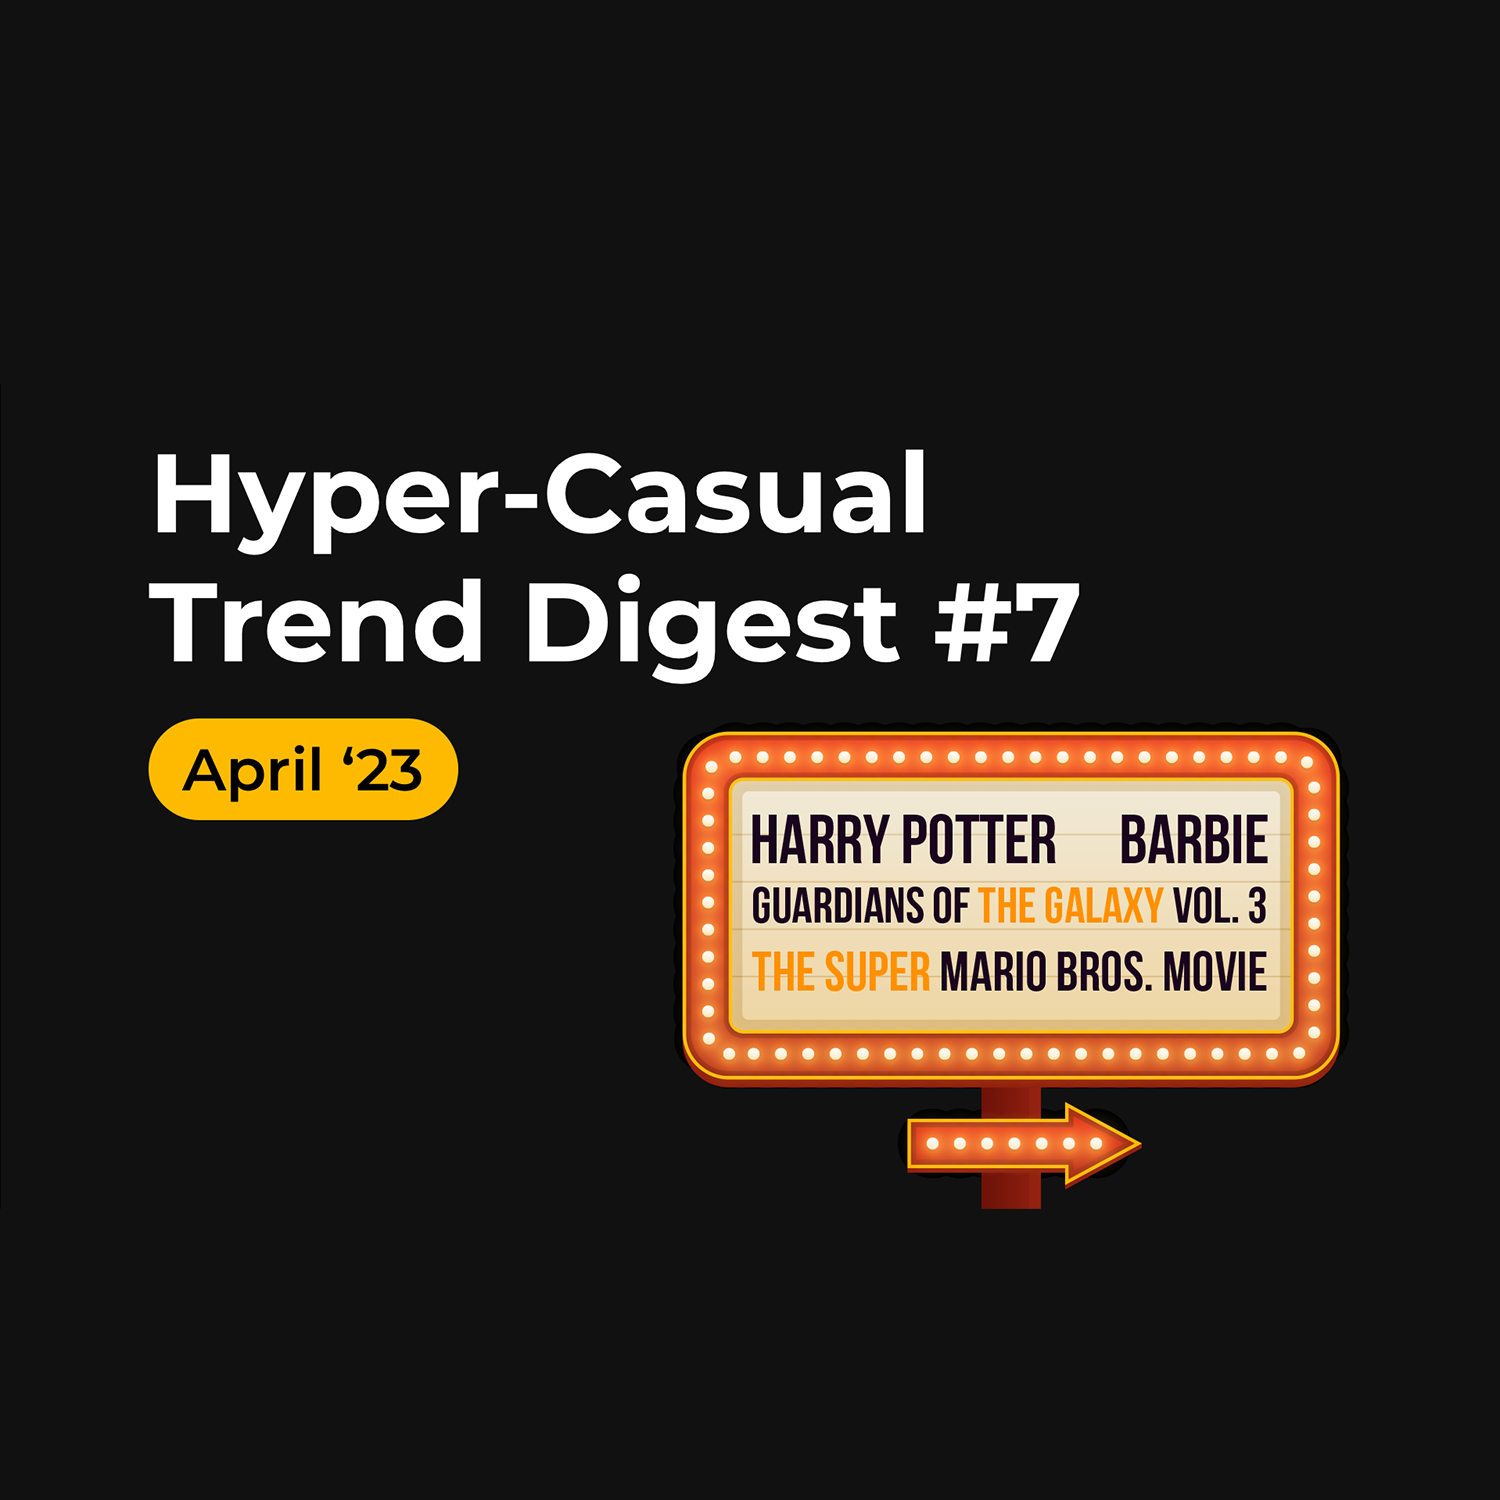 Hyper-Casual
Trend Digest #7
April ‘23
HARRY POTTER BARBIE
GUARDIANS OF THE GALAXY VOL. 3
THE SUPER MARIO BROS. MOVIE